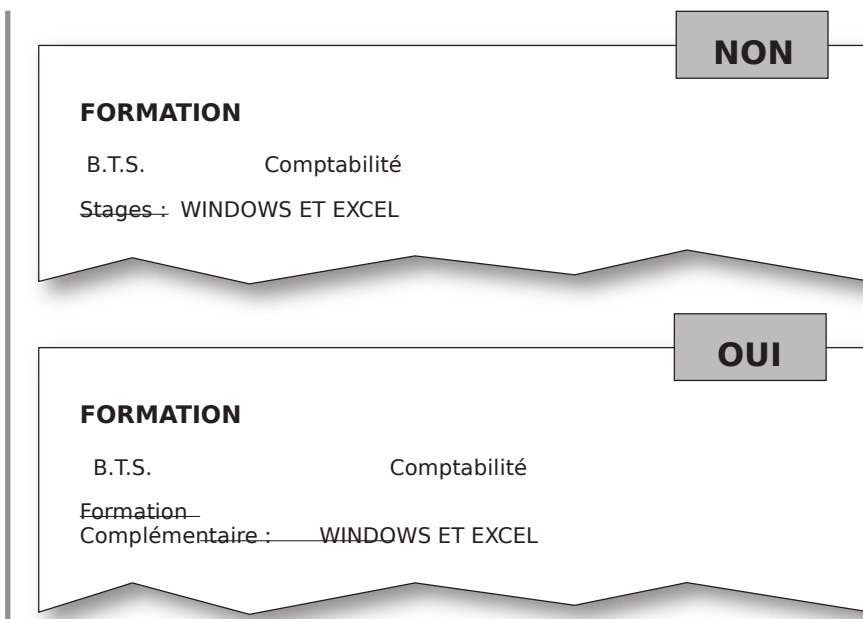 NON
FORMATION
B.T.S. Comptabilité
Stages : WINDOWS ET EXCEL
OUI
FORMATION
B.T.S. Comptabilité
Formation
Complémentaire : WINDOWS ET EXCEL